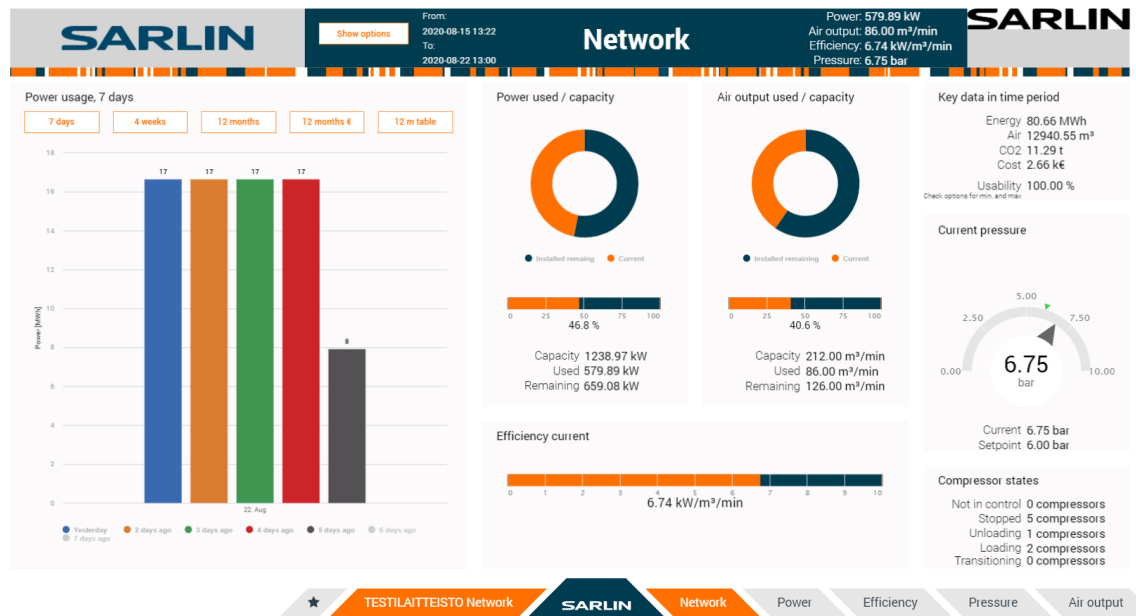 SARLIN
Show options
From:
2020-08-15 13:22
To:
2020-08-22 13:00
Network
Power: 579.89 kW
Air output: 86.00 m³/min
Efficiency: 6.74 kW/m³/min
Pressure: 6.75 bar
SARLIN
Power usage, 7 days
7 days
4 weeks
12 months
12 months €
12 m table
18
16
14
12
10
8
6
4
2
0
Power [MWh]
17
17
17
17
8
22. Aug
Yesterday
2 days ago
3 days ago
4 days ago
5 days ago
6 days ago
7 days ago
Power used / capacity
Installed remaing
Current
0 25 50 75 100
46.8 %
Capacity 1238.97 kW
Used 579.89 kW
Remaining 659.08 kW
Air output used / capacity
Installed remaining
Current
0 25 50 75 100
40.6 %
Capacity 212.00 m³/min
Used 86.00 m³/min
Remaining 126.00 m³/min
Efficiency current
0 1 2 3 4 5 6 7 8 9 10
6.74 kW/m³/min
Key data in time period
Energy 80.66 MWh
Air 12940.55 m³
CO2 11.29 t
Cost 2.66 k€
Usability 100.00 %
Check options for min. and max
Current pressure
0.00
2.50
5.00
7.50
10.00
6.75
bar
Current 6.75 bar
Setpoint 6.00 bar
Compressor states
Not in control 0 compressors
Stopped 5 compressors
Unloading 1 compressors
Loading 2 compressors
Transitioning 0 compressors
TESTILAITTEISTO Network
SARLIN
Network
Power
Efficiency
Pressure
Air output